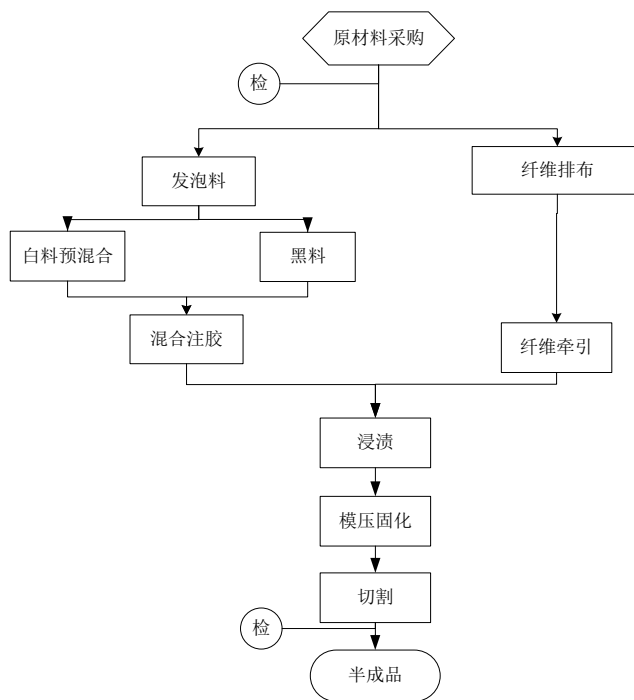 原材料采购
检
发泡料
纤维排布
白料预混合
黑料
混合注胶
纤维牵引
浸渍
模压固化
切割
检
半成品